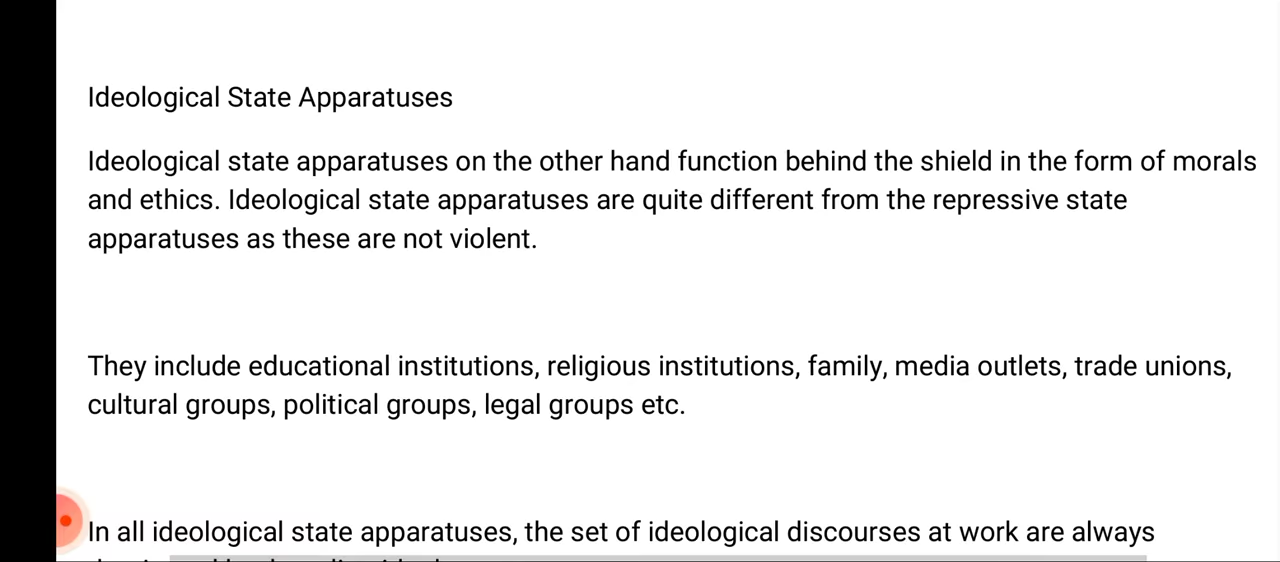 Ideological State Apparatuses
Ideological state apparatuses on the other hand function behind the shield in the form of morals
and ethics. Ideological state apparatuses are quite different from the repressive state
apparatuses as these are not violent.
They include educational institutions, religious institutions, family, media outlets, trade unions,
cultural groups, political groups, legal groups etc.
In all ideological state apparatuses, the set of ideological discourses at work are always